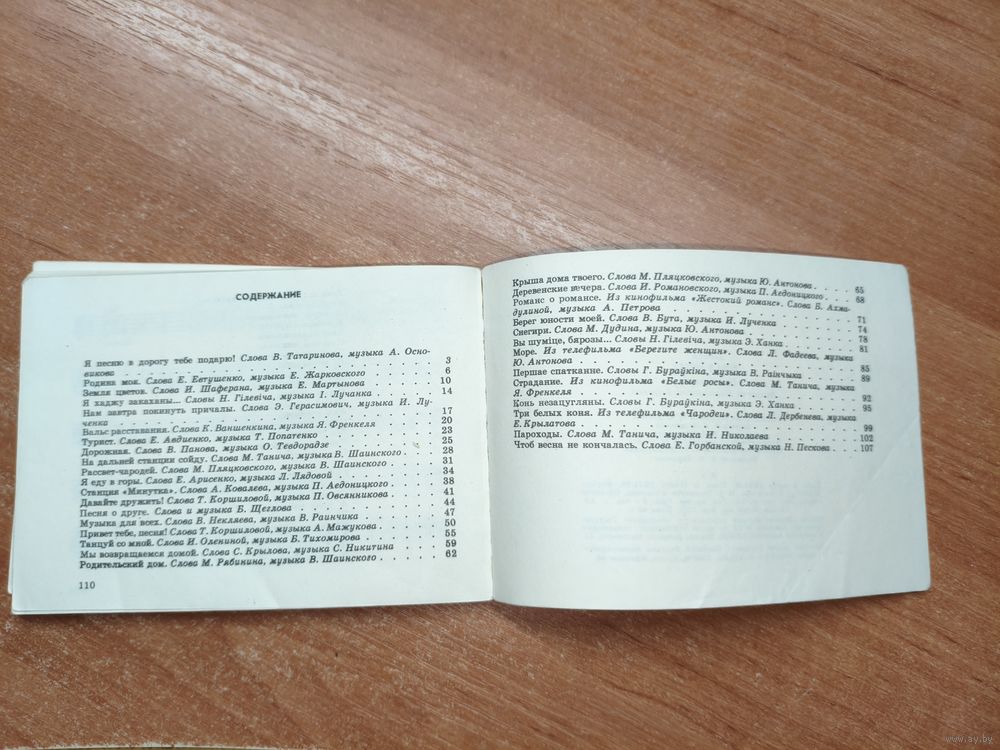 СОДЕРЖАНИЕ
Я песню в дорогу тебе подарю! Слова В. Татаринова, музыка А. Осно-
викова . . . . 3
Родина моя. Слова Е. Евтушенко, музыка Е. Жарковского . . . . 6
Земля цветов. Слова И. Шаферана, музыка Е. Мартынова . . . . 10
Я хаджу закаханы... Словы Н. Гілевіча, музыка І. Лучанка . . . . 14
Нам завтра покинуть причалы. Слова Э. Герасимович, музыка И. Лу-
ченка . . . . 17
Вальс расставания. Слова К. Ваншенкина, музыка Я. Френкеля . . . . 20
Турист. Слова Е. Авдиенко, музыка Т. Попатенко . . . . 23
Дорожная. Слова В. Панова, музыка О. Тевдорадзе . . . . 25
На дальней станции сойду. Слова М. Танича, музыка В. Шаинского . . . . 28
Рассвет-чародей. Слова М. Пляцковского, музыка В. Шаинского . . . . 31
Я еду в горы. Слова Е. Арисенко, музыка Л. Лядовой . . . . 34
Станция «Минутка». Слова А. Ковалева, музыка П. Аедоницкого . . . . 38
Давайте дружить! Слова Т. Коршиловой, музыка П. Овсянникова . . . . 41
Песня о друге. Слова и музыка Б. Щеглова . . . . 44
Музыка для всех. Слова В. Некляева, музыка В. Раинчика . . . . 47
Привет тебе, песня! Слова Т. Коршиловой, музыка А. Мажукова . . . . 50
Танцуй со мной. Слова И. Олениной, музыка Б. Тихомирова . . . . 55
Мы возвращаемся домой. Слова С. Крылова, музыка С. Никитина . . . . 59
Родительский дом. Слова М. Рябинина, музыка В. Шаинского . . . . 62
110
Крыша дома твоего. Слова М. Пляцковского, музыка Ю. Антонова . . 65
Деревенские вечера. Слова И. Романовского, музыка П. Аедоницкого . 68
Романс о романсе. Из кинофильма «Жестокий романс». Слова Б. Ахма-
дулиной, музыка А. Петрова . . . . 71
Берег юности моей. Слова В. Бута, музыка И. Лученка . . . . 74
Снегири. Слова М. Дудина, музыка Ю. Антонова . . . . 78
Вы шуміце, бярозы... Словы Н. Гілевіча, музыка Э. Ханка . . . . 81
Море. Из телефильма «Берегите женщин». Слова Л. Фадеева, музыка
Ю. Антонова . . . . 85
Першае спатканне. Словы Г. Бураўкіна, музыка В. Раінчыка . . . . 89
Страдание. Из кинофильма «Белые росы». Слова М. Танича, музыка
Я. Френкеля . . . . 92
Конь незацугляны. Словы Г. Бураўкіна, музыка Э. Ханка . . . . 95
Три белых коня. Из телефильма «Чародеи». Слова Л. Дербенева, музыка
Е. Крылатова . . . . 99
Пароходы. Слова М. Танича, музыка И. Николаева . . . . 102
Чтоб весна не кончалась. Слова Е. Горбанской, музыка Н. Пескова . . . . 107
www.ay.by